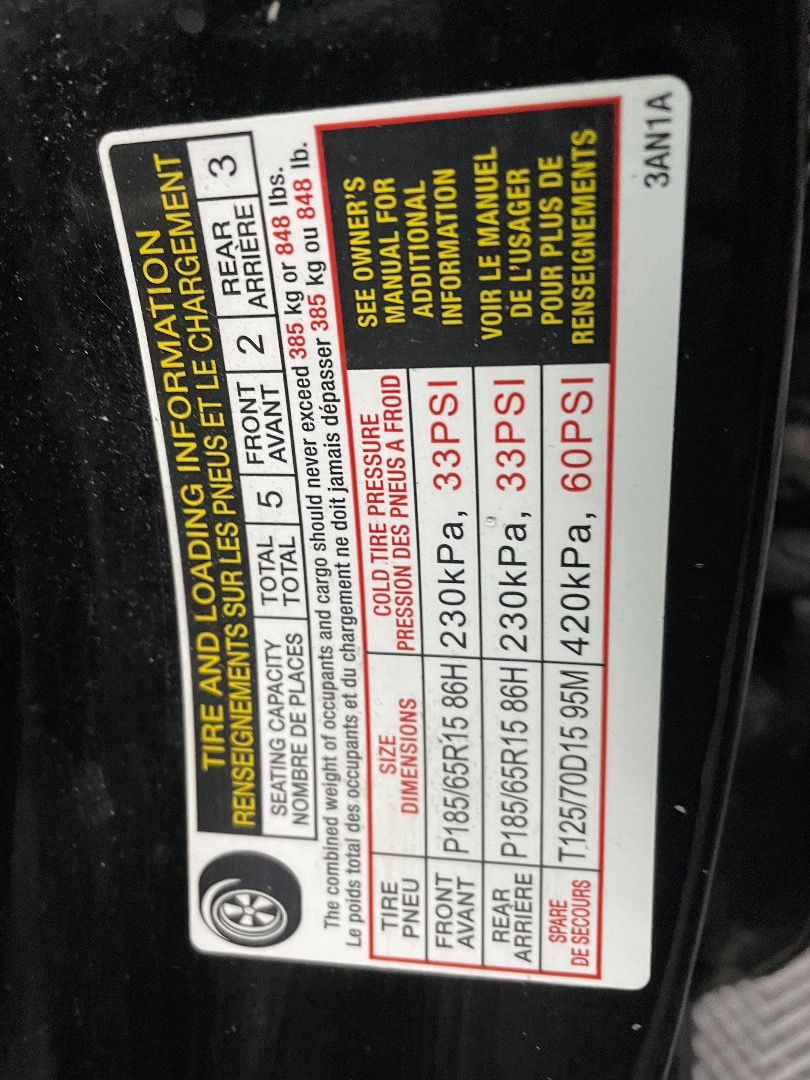 TIRE AND LOADING INFORMATION
RENSEIGNEMENTS SUR LES PNEUS ET LE CHARGEMENT
SEATING CAPACITY
NOMBRE DE PLACES
TOTAL
TOTAL
5
FRONT
AVANT
2
REAR
ARRIÈRE
3
The combined weight of occupants and cargo should never exceed 385 kg or 848 lbs.
Le poids total des occupants et du chargement ne doit jamais dépasser 385 kg ou 848 lb.
TIRE
PNEU
SIZE
DIMENSIONS
COLD TIRE PRESSURE
PRESSION DES PNEUS A FROID
FRONT
AVANT
P185/65R15 86H
230kPa, 33PSI
REAR
ARRIÈRE
P185/65R15 86H
230kPa, 33PSI
SPARE
DE SECOURS
T125/70D15 95M
420kPa, 60PSI
SEE OWNER'S
MANUAL FOR
ADDITIONAL
INFORMATION
VOIR LE MANUEL
DE L'USAGER
POUR PLUS DE
RENSEIGNEMENTS
3AN1A